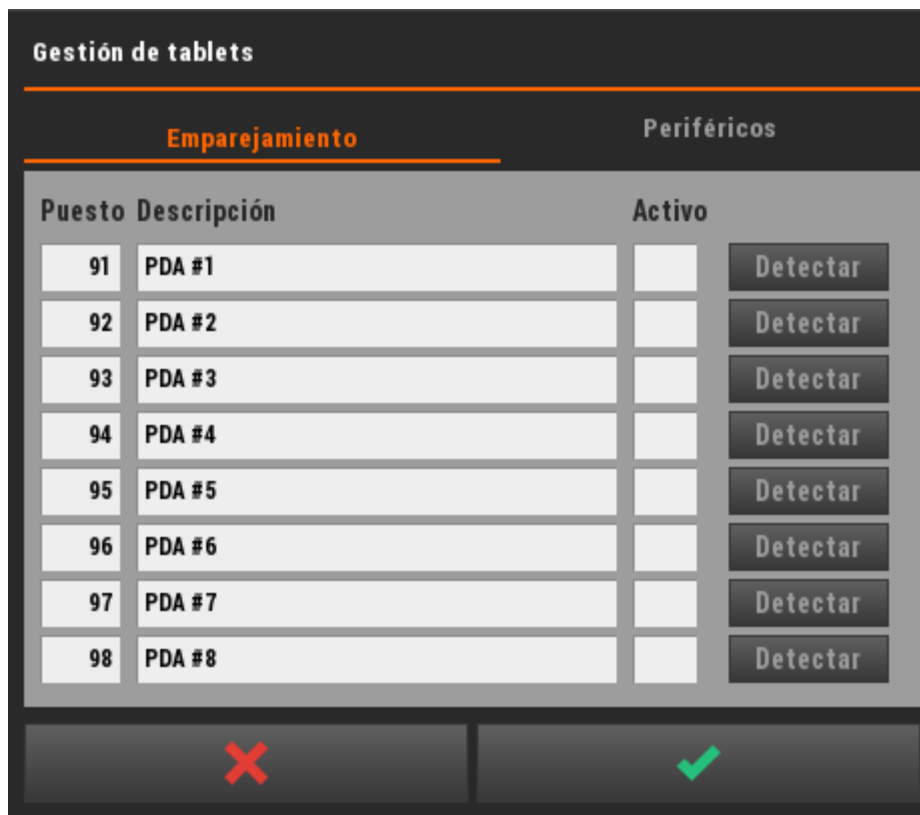 Gestión de tablets
Emparejamiento Periféricos
Puesto Descripción Activo
91 PDA #1 Detectar
92 PDA #2 Detectar
93 PDA #3 Detectar
94 PDA #4 Detectar
95 PDA #5 Detectar
96 PDA #6 Detectar
97 PDA #7 Detectar
98 PDA #8 Detectar